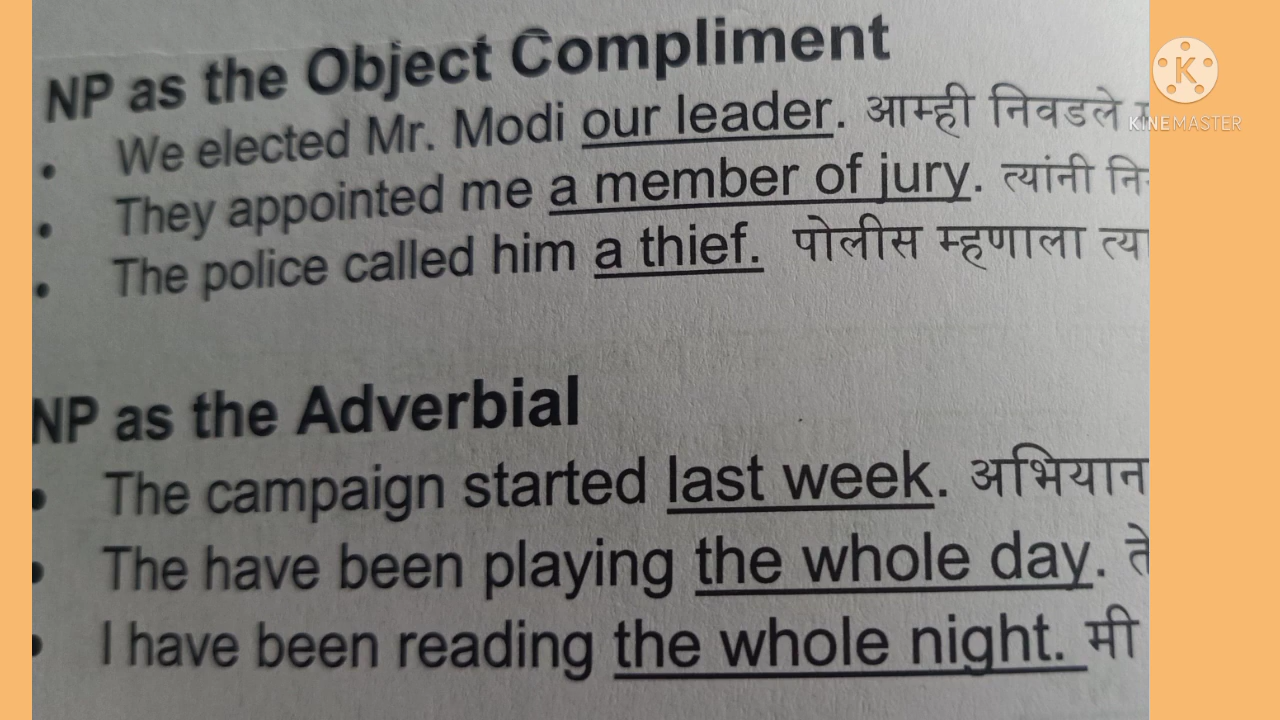 NP as the Object Compliment
• We elected Mr. Modi our leader. आम्ही निवडले
• They appointed me a member of jury. त्यांनी
• The police called him a thief. पोलीस म्हणाला
NP as the Adverbial
• The campaign started last week. अभियान
• The have been playing the whole day. ते
• I have been reading the whole night. मी
K
KINEMASTER